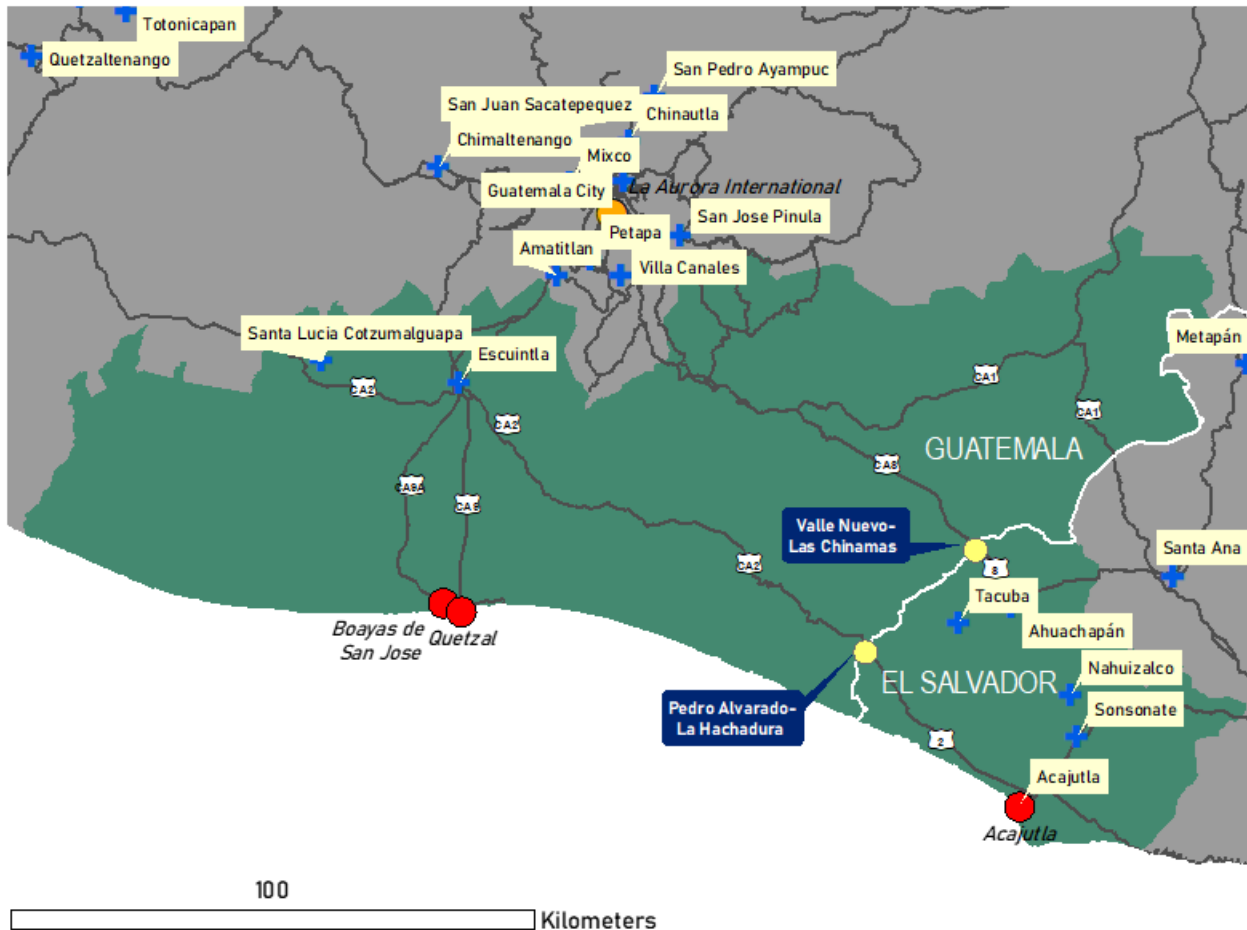 Totonicapan
Quetzaltenango
San Pedro Ayampuc
San Juan Sacatepequez
Chinautla
Chimaltenango
Mixco
La Aurora International
Guatemala City
San Jose Pinula
Petapa
Amatitlan
Villa Canales
Santa Lucia Cotzumalguapa
Escuintla
Metapán
CA2
CA1
CA1
CA2
GUATEMALA
CA8
CA9A
CA9
Valle Nuevo-
Las Chinamas
Santa Ana
CA2
8
Tacuba
Ahuachapán
Boayas de
San Jose
Quetzal
Nahuizalco
EL SALVADOR
Pedro Alvarado-
La Hachadura
Sonsonate
2
Acajutla
Acajutla
100
Kilometers